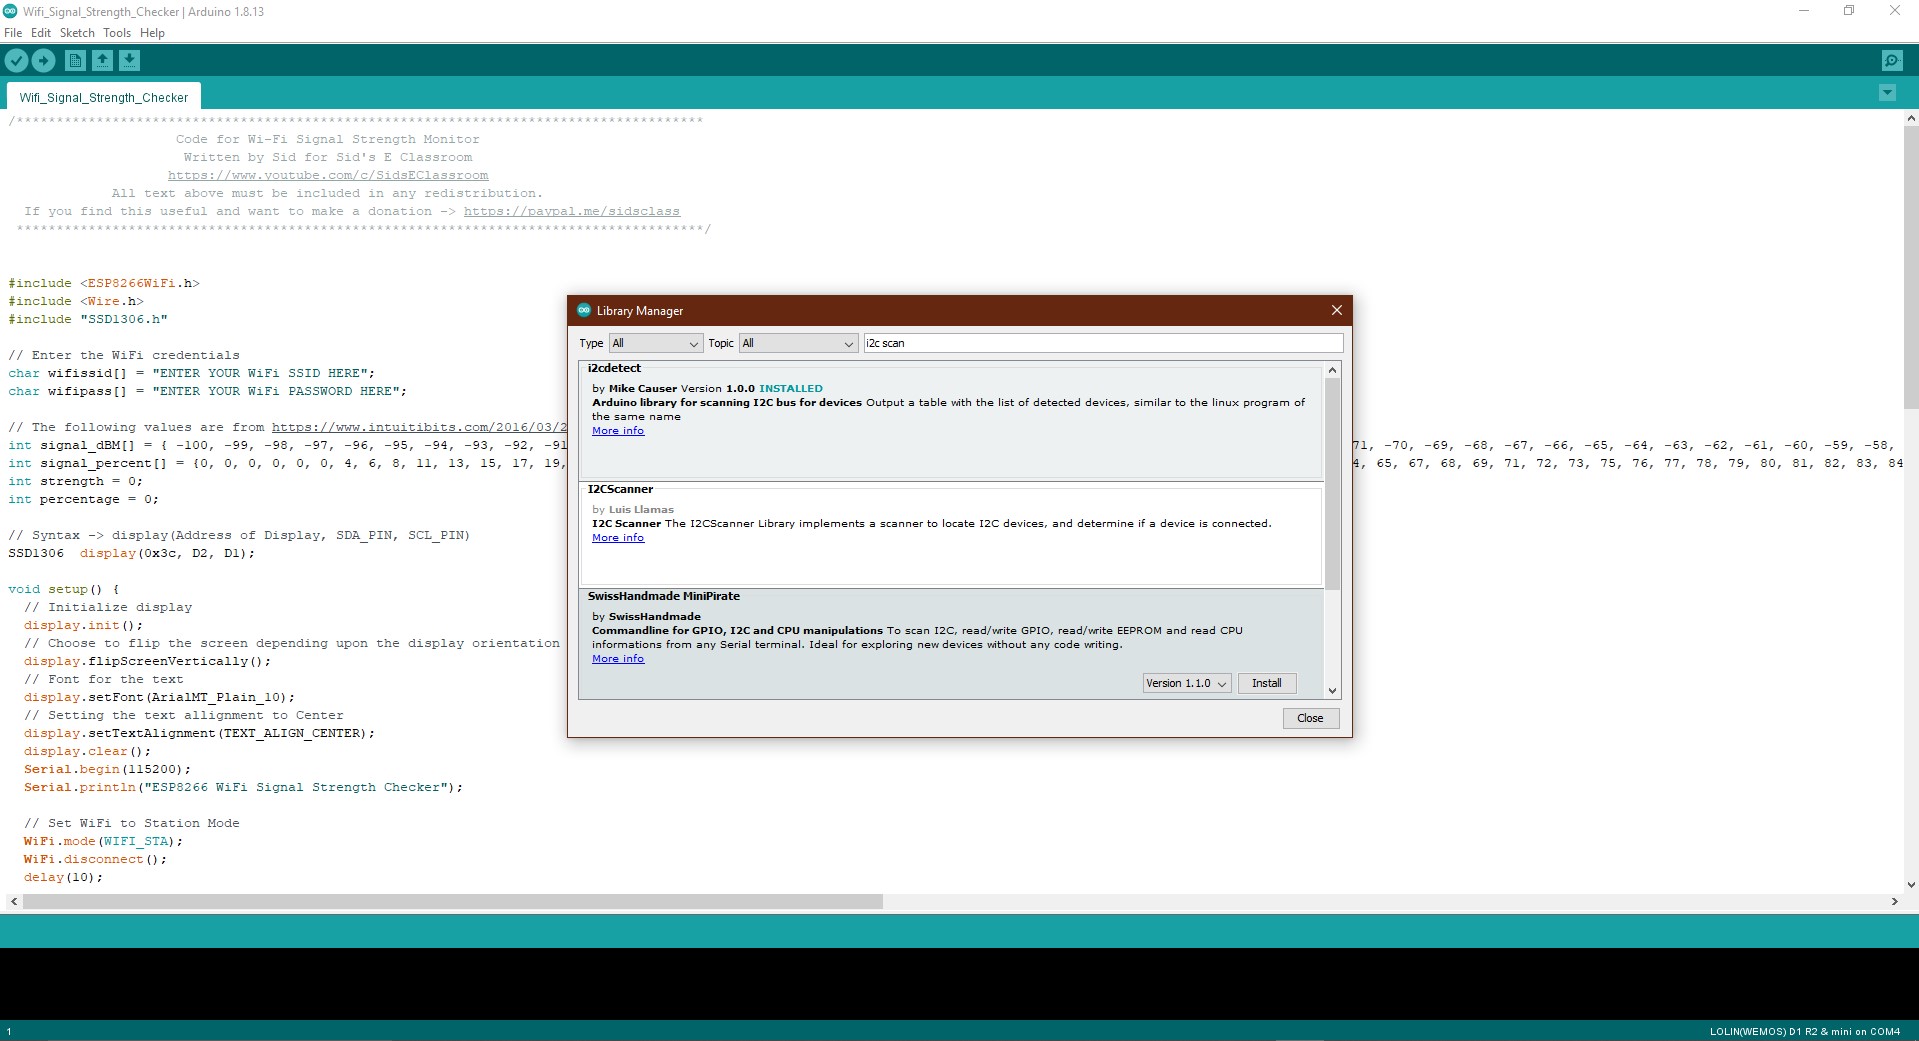 Wifi_Signal_Strength_Checker | Arduino 1.8.13
File Edit Sketch Tools Help
Wifi_Signal_Strength_Checker
/**************************************************************************************
Code for Wi-Fi Signal Strength Monitor
Written by Sid for Sid's E Classroom
https://www.youtube.com/c/SidsEClassroom
All text above must be included in any redistribution.
If you find this useful and want to make a donation -> https://paypal.me/sidsclass
**************************************************************************************/
#include <ESP8266WiFi.h>
#include <Wire.h>
#include "SSD1306.h"
// Enter the WiFi credentials
char wifissid[] = "ENTER YOUR WiFi SSID HERE";
char wifipass[] = "ENTER YOUR WiFi PASSWORD HERE";
// The following values are from https://www.intuitibits.com/2016/03/2
int signal_dBM[] = { -100, -99, -98, -97, -96, -95, -94, -93, -92, -91
71, -70, -69, -68, -67, -66, -65, -64, -63, -62, -61, -60, -59, -58,
int signal_percent[] = {0, 0, 0, 0, 0, 0, 4, 6, 8, 11, 13, 15, 17, 19,
4, 65, 67, 68, 69, 71, 72, 73, 75, 76, 77, 78, 79, 80, 81, 82, 83, 84
int strength = 0;
int percentage = 0;
// Syntax -> display(Address of Display, SDA_PIN, SCL_PIN)
SSD1306  display(0x3c, D2, D1);
void setup() {
// Initialize display
display.init();
// Choose to flip the screen depending upon the display orientation
display.flipScreenVertically();
// Font for the text
display.setFont(ArialMT_Plain_10);
// Setting the text allignment to Center
display.setTextAlignment(TEXT_ALIGN_CENTER);
display.clear();
Serial.begin(115200);
Serial.println("ESP8266 WiFi Signal Strength Checker");
// Set WiFi to Station Mode
WiFi.mode(WIFI_STA);
WiFi.disconnect();
delay(10);
Library Manager
Type All Topic All i2c scan
i2cdetect
by Mike Causer Version 1.0.0 INSTALLED
Arduino library for scanning I2C bus for devices Output a table with the list of detected devices, similar to the linux program of
the same name
More info
I2CScanner
by Luis Llamas
I2C Scanner The I2CScanner Library implements a scanner to locate I2C devices, and determine if a device is connected.
More info
SwissHandmade MiniPirate
by SwissHandmade
Commandline for GPIO, I2C and CPU manipulations To scan I2C, read/write GPIO, read/write EEPROM and read CPU
informations from any Serial terminal. Ideal for exploring new devices without any code writing.
More info
Version 1.1.0 Install
Close
1
LOLIN(WEMOS) D1 R2 & mini on COM4